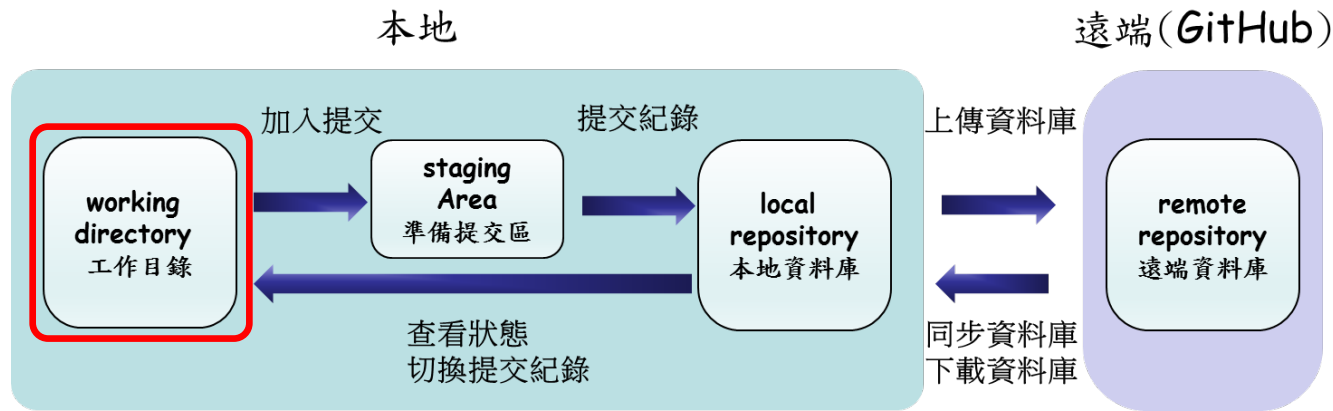 本地
遠端(GitHub)
加入提交
提交紀錄
上傳資料庫
working
directory
工作目錄
staging
Area
準備提交區
local
repository
本地資料庫
remote
repository
遠端資料庫
查看狀態
切換提交紀錄
同步資料庫
下載資料庫